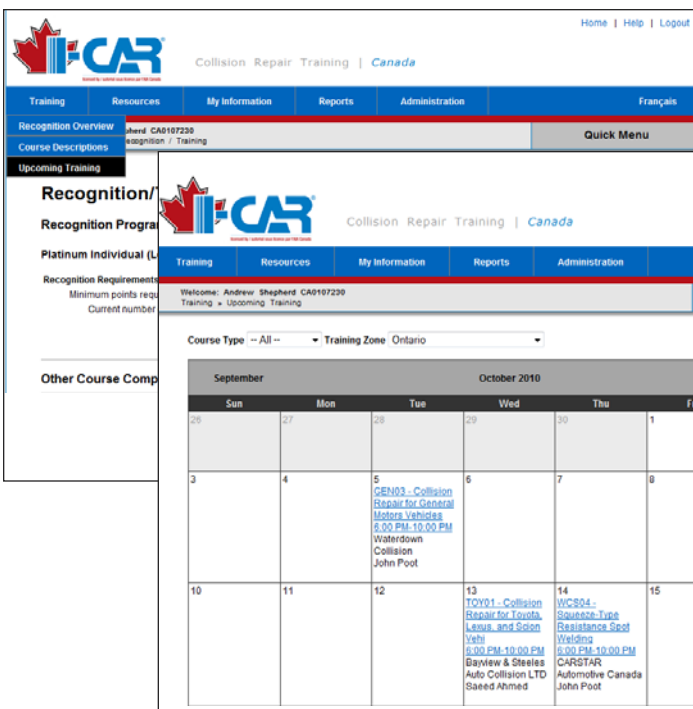 Home | Help | Logout
I-CAR
Collision Repair Training | Canada
Training Resources My Information Reports Administration Français
Recognition Overview
Course Descriptions
Upcoming Training
pherd CA0107230
ecognition / Training
Quick Menu
Recognition/
Recognition Progra
Platinum Individual (L
Recognition Requirements
Minimum points requ
Current number
Other Course Comp
I-CAR
Collision Repair Training | Canada
Training Resources My Information Reports Administration
Welcome: Andrew Shepherd CA0107230
Training » Upcoming Training
Course Type -- All -- Training Zone Ontario
September October 2010
Sun Mon Tue Wed Thu F
26 27 28 29 30 1
3 4 5 6 7 8
GEN03 - Collision
Repair for General
Motors Vehicles
6:00 PM-10:00 PM
Waterdown
Collision
John Poot
10 11 12 13 14 15
TOY01 - Collision
Repair for Toyota,
Lexus, and Scion
Vehi
6:00 PM-10:00 PM
Bayview & Steeles
Auto Collision LTD
Saeed Ahmed
WCS04 -
Squeeze-Type
Resistance Spot
Welding
6:00 PM-10:00 PM
CARSTAR
Automotive Canada
John Poot